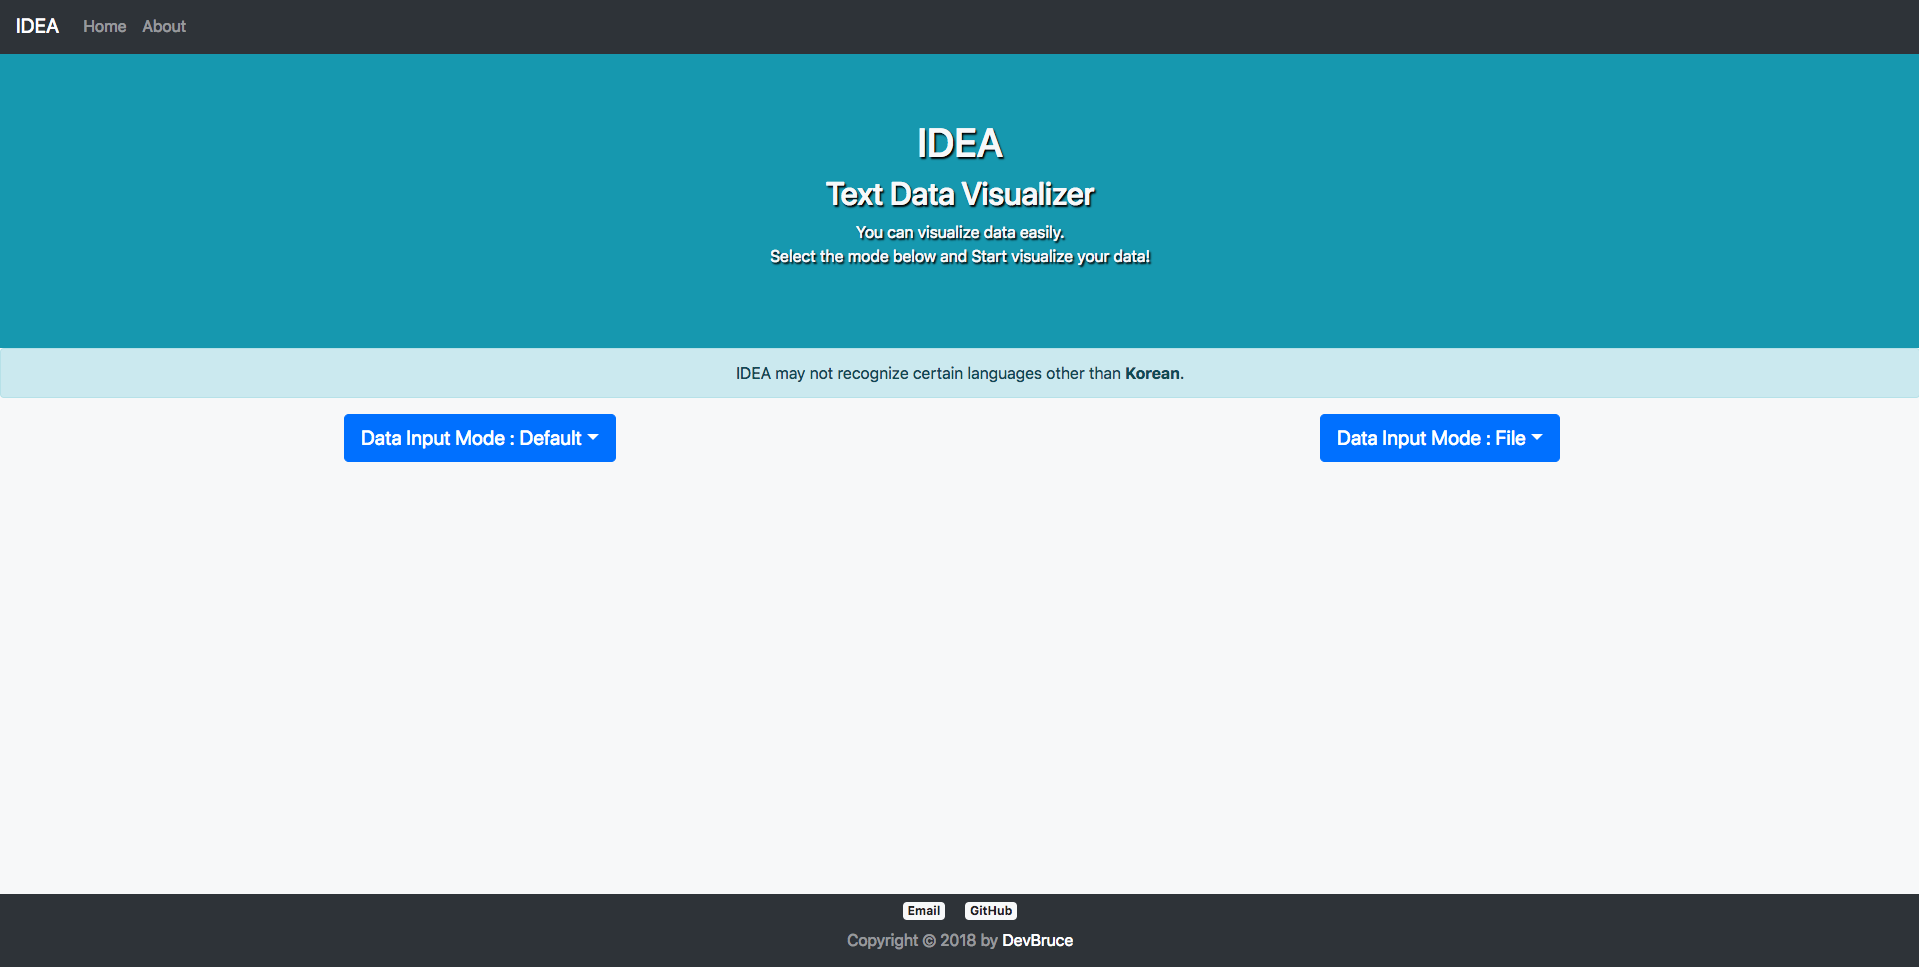 IDEA Home About
IDEA
Text Data Visualizer
You can visualize data easily.
Select the mode below and Start visualize your data!
IDEA may not recognize certain languages other than Korean.
Data Input Mode : Default
Data Input Mode : File
Email GitHub
Copyright © 2018 by DevBruce